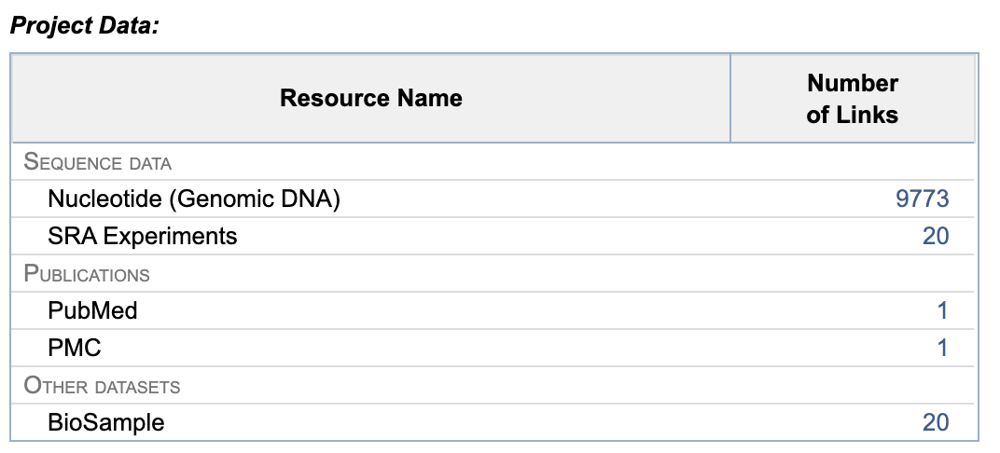 Project Data:
Resource Name
Number
of Links
SEQUENCE DATA
Nucleotide (Genomic DNA) 9773
SRA Experiments 20
PUBLICATIONS
PubMed 1
PMC 1
OTHER DATASETS
BioSample 20